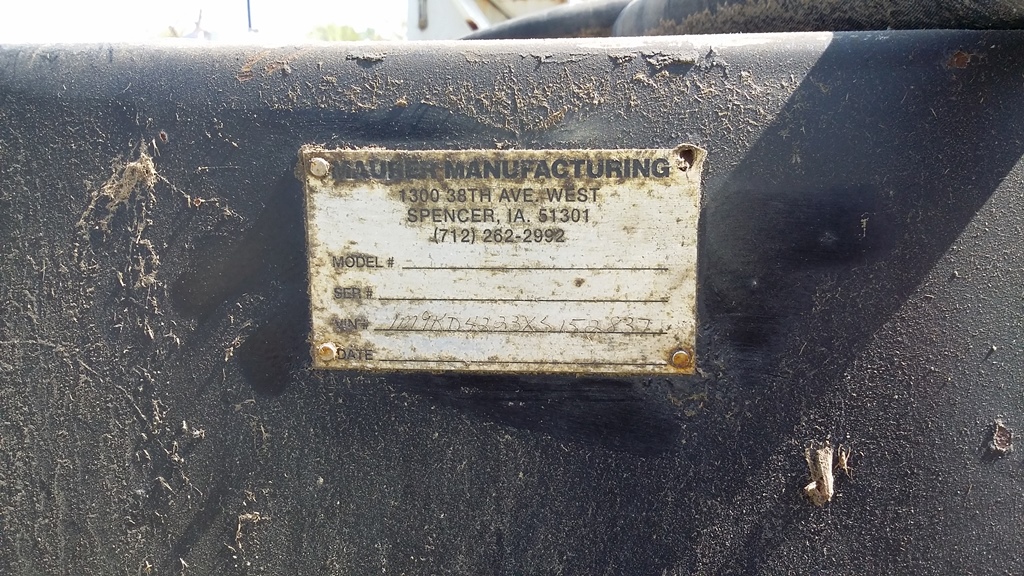 MAURER MANUFACTURING
1300 38TH AVE. WEST
SPENCER, IA. 51301
(712) 262-2992
MODEL #
SER #
VIN#
DATE